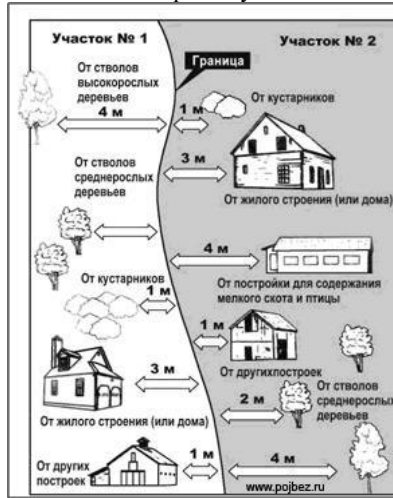 Участок № 1
Участок № 2
Граница
От стволов
высокорослых
деревьев
4 м
1 м
От кустарников
3 м
От стволов
среднерослых
деревьев
От жилого строения (или дома)
4 м
От постройки для содержания
мелкого скота и птицы
От кустарников
1 м
1 м
От другихпостроек
3 м
2 м
От стволов
среднерослых
деревьев
От жилого строения (или дома)
От других
построек
1 м
4 м
www.pojbez.ru